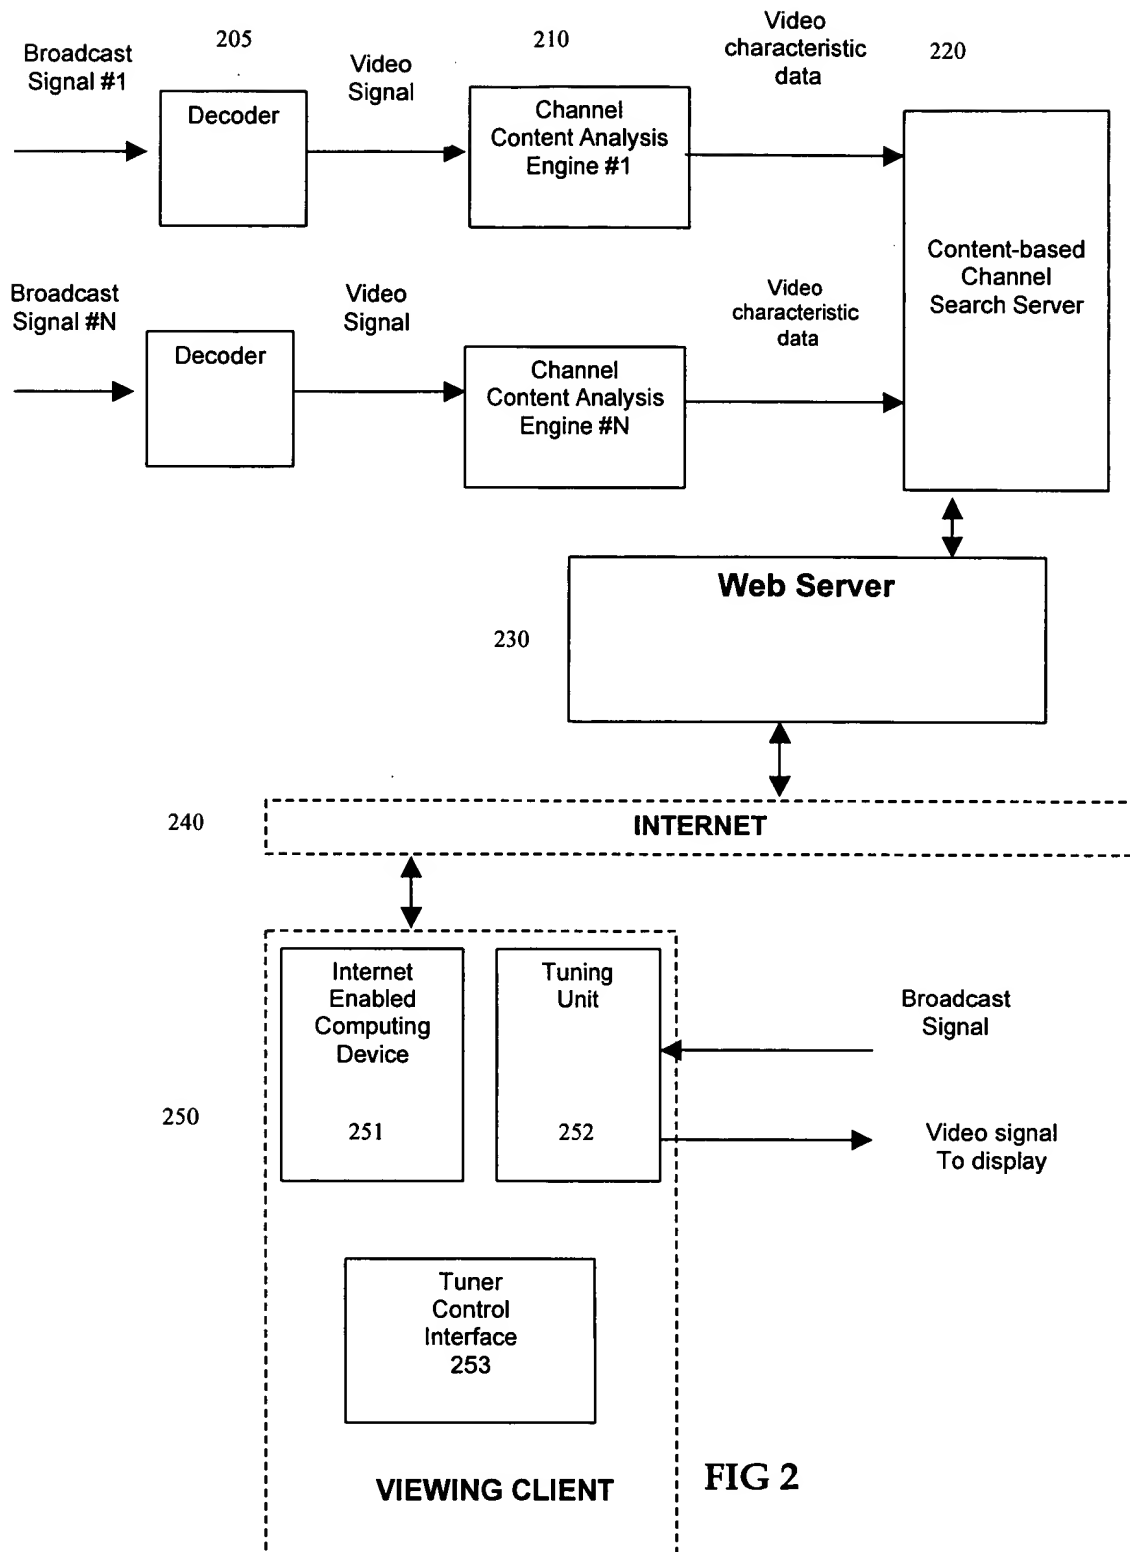 205
210
Video
characteristic
data
220
Broadcast
Signal #1
Video
Signal
Decoder
Channel
Content Analysis
Engine #1
Content-based
Channel
Search Server
Broadcast
Signal #N
Video
Signal
Video
characteristic
data
Decoder
Channel
Content Analysis
Engine #N
Web Server
230
240
INTERNET
Internet
Enabled
Computing
Device
251
Tuning
Unit
252
Broadcast
Signal
250
Video signal
To display
Tuner
Control
Interface
253
VIEWING CLIENT
FIG 2